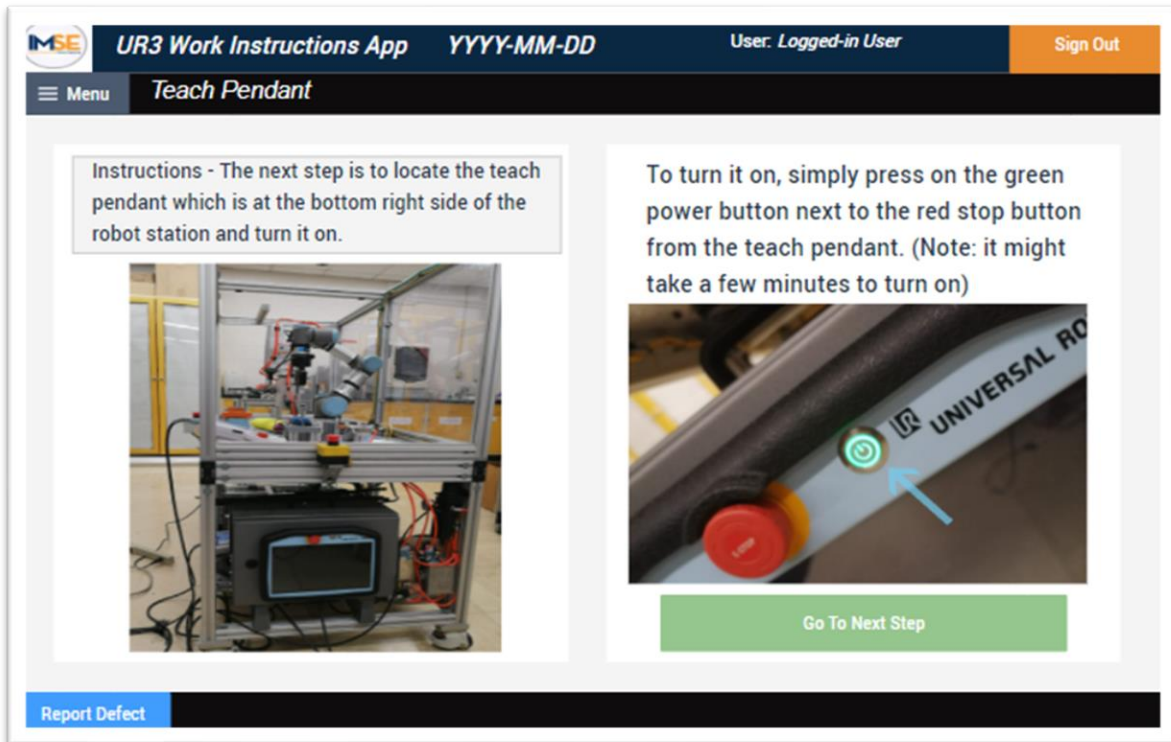 IMSE
UR3 Work Instructions App YYYY-MM-DD User: Logged-in User Sign Out
Menu Teach Pendant
Instructions - The next step is to locate the teach
pendant which is at the bottom right side of the
robot station and turn it on.
To turn it on, simply press on the green
power button next to the red stop button
from the teach pendant. (Note: it might
take a few minutes to turn on)
UR UNIVERSAL RO
Go To Next Step
Report Defect